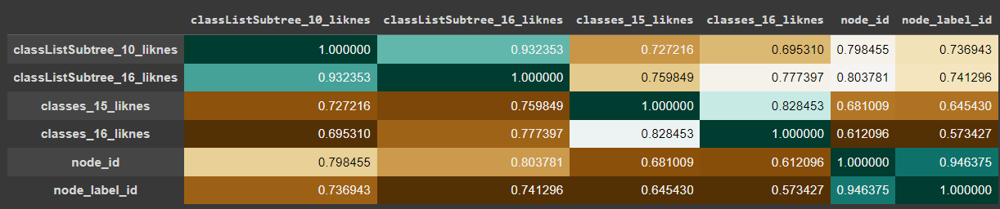 classListSubtree_10_liknes classListSubtree_16_liknes classes_15_liknes classes_16_liknes node_id node_label_id
classListSubtree_10_liknes 1.000000 0.932353 0.727216 0.695310 0.798455 0.736943
classListSubtree_16_liknes 0.932353 1.000000 0.759849 0.777397 0.803781 0.741296
classes_15_liknes 0.727216 0.759849 1.000000 0.828453 0.681009 0.645430
classes_16_liknes 0.695310 0.777397 0.828453 1.000000 0.612096 0.573427
node_id 0.798455 0.803781 0.681009 0.612096 1.000000 0.946375
node_label_id 0.736943 0.741296 0.645430 0.573427 0.946375 1.000000